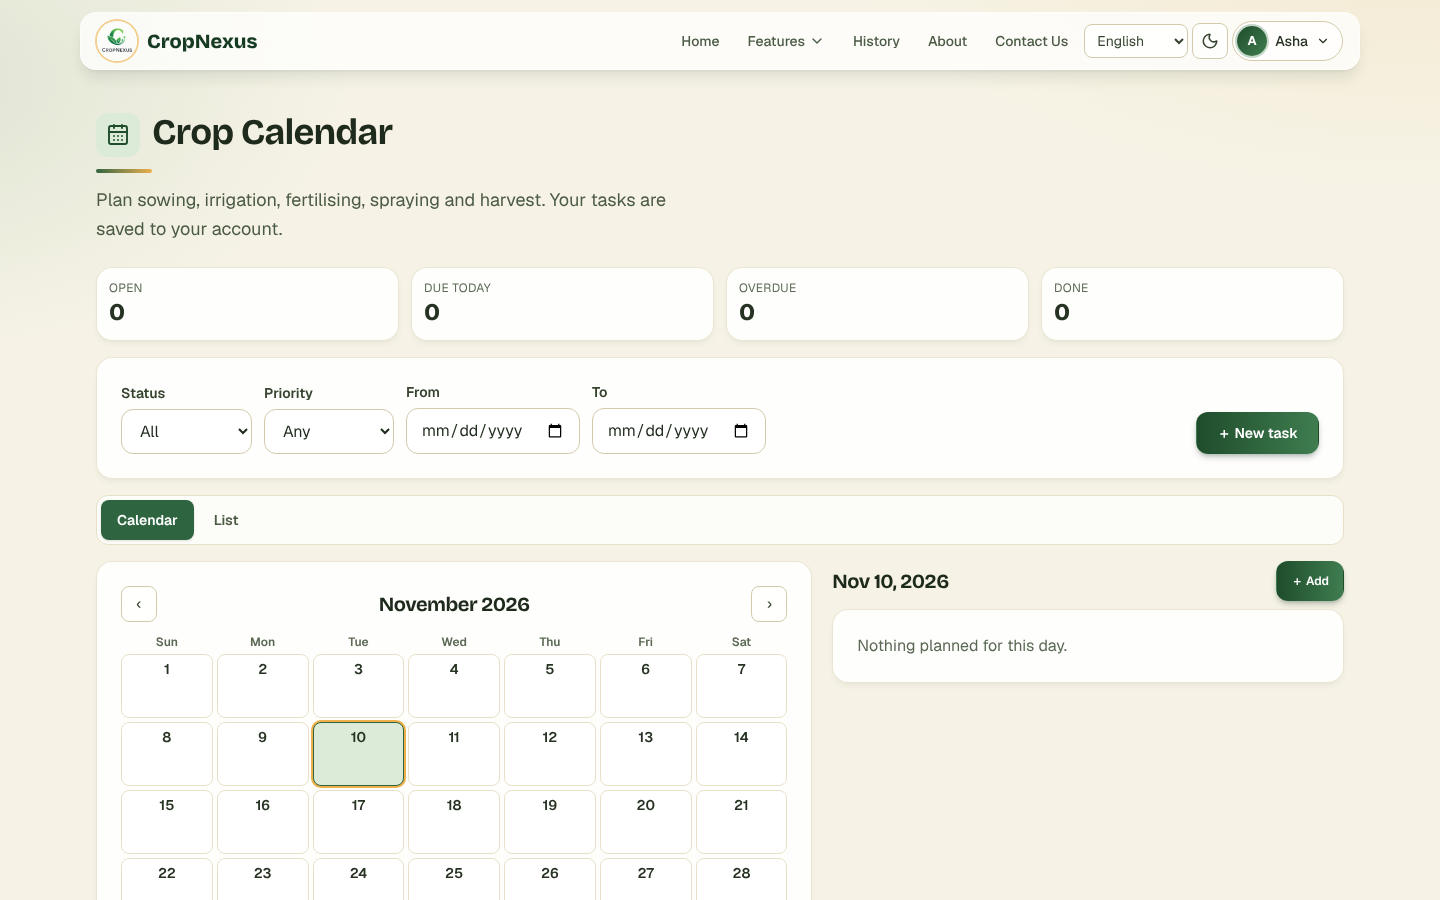 CROPNEXUS
CropNexus
Home
Features
History
About
Contact Us
English
A
Asha
Crop Calendar
Plan sowing, irrigation, fertilising, spraying and harvest. Your tasks are
saved to your account.
OPEN
0
DUE TODAY
0
OVERDUE
0
DONE
0
Status
All
Priority
Any
From
mm/dd/yyyy
To
mm/dd/yyyy
+ New task
Calendar
List
‹
November 2026
›
Sun Mon Tue Wed Thu Fri Sat
1 2 3 4 5 6 7
8 9 10 11 12 13 14
15 16 17 18 19 20 21
22 23 24 25 26 27 28
Nov 10, 2026
+ Add
Nothing planned for this day.